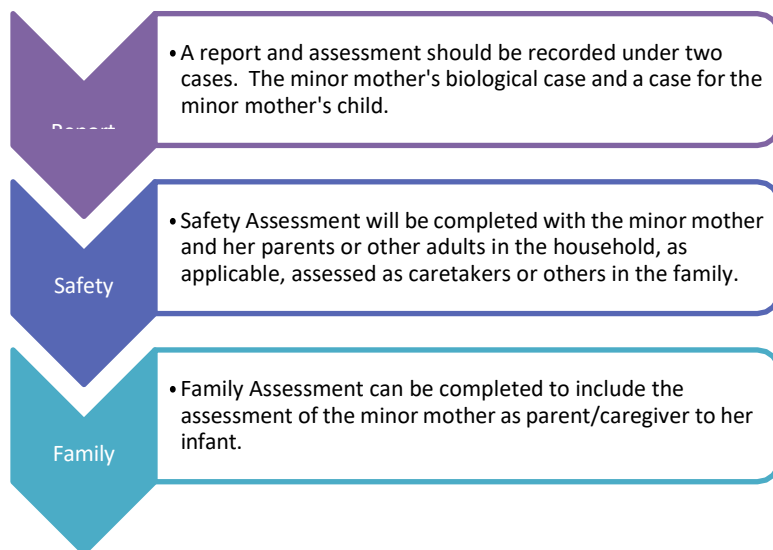 • A report and assessment should be recorded under two
cases.  The minor mother's biological case and a case for the
minor mother's child.
• Safety Assessment will be completed with the minor mother
and her parents or other adults in the household, as
applicable, assessed as caretakers or others in the family.
Safety
• Family Assessment can be completed to include the
assessment of the minor mother as parent/caregiver to her
infant.
Family